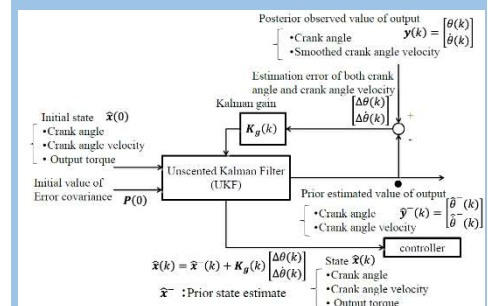 Posterior observed value of output
•Crank angle
•Smoothed crank angle velocity
y(k) = [θ(k) θ̇(k)]
Estimation error of both crank
angle and crank angle velocity
Kalman gain
[Δθ(k) Δθ̇(k)]
+
-
K_g(k)
Initial state x̂(0)
•Crank angle
•Crank angle velocity
• Output torque
Unscented Kalman Filter
(UKF)
Initial value of
Error covariance P(0)
Prior estimated value of output
•Crank angle
•Crank angle velocity
ŷ⁻(k) = [θ̂⁻(k) θ̂̇⁻(k)]
controller
x̂(k) = x̂⁻(k) + K_g(k) [Δθ(k) Δθ̇(k)]
x̂⁻ :Prior state estimate
State x̂(k)
•Crank angle
•Crank angle velocity
• Output torque